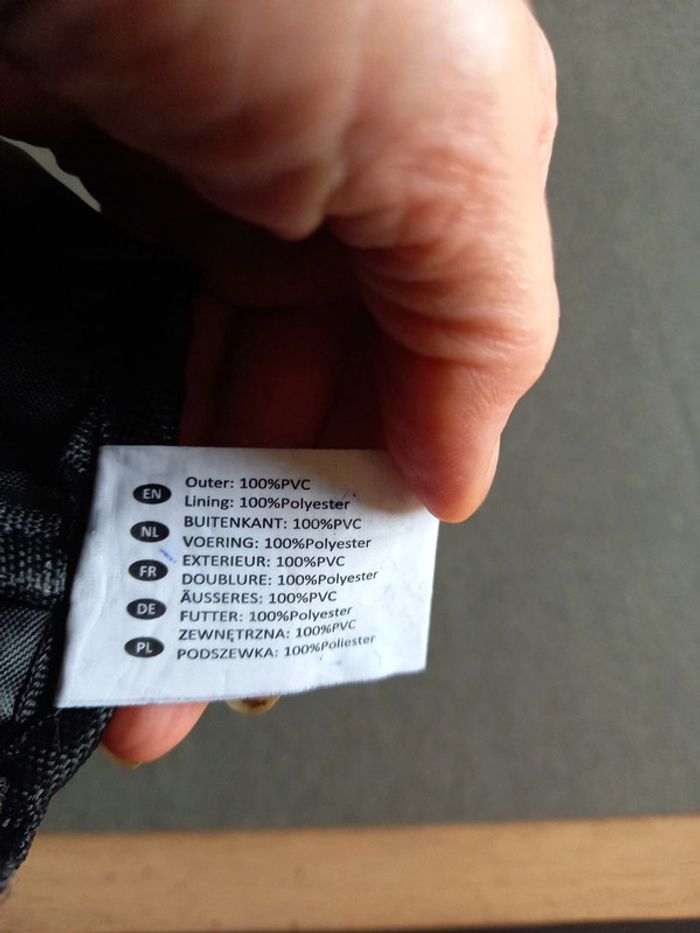 EN Outer: 100%PVC
Lining: 100%Polyester
NL BUITENKANT: 100%PVC
VOERING: 100%Polyester
FR EXTERIEUR: 100%PVC
DOUBLURE: 100%Polyester
DE ÄUSSERES: 100%PVC
FUTTER: 100%Polyester
PL ZEWNĘTRZNA: 100%PVC
PODSZEWKA: 100%Poliester